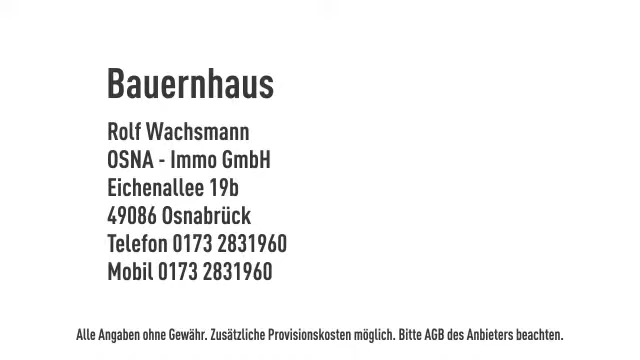 Bauernhaus
Rolf Wachsmann
OSNA - Immo GmbH
Eichenallee 19b
49086 Osnabrück
Telefon 0173 2831960
Mobil 0173 2831960
Alle Angaben ohne Gewähr. Zusätzliche Provisionskosten möglich. Bitte AGB des Anbieters beachten.